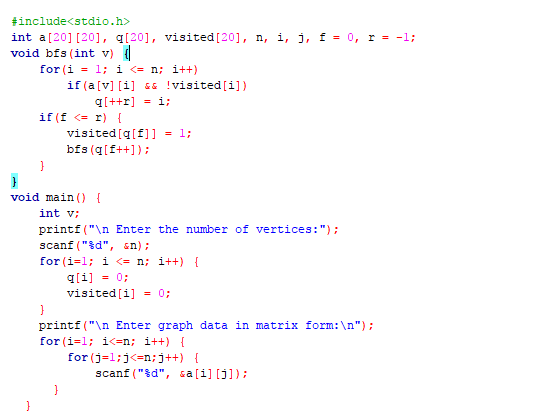 #include<stdio.h>
int a[20][20], q[20], visited[20], n, i, j, f = 0, r = -1;
void bfs(int v) {
    for(i = 1; i <= n; i++)
        if(a[v][i] && !visited[i])
            q[++r] = i;
    if(f <= r) {
        visited[q[f]] = 1;
        bfs(q[f++]);
    }
}
void main() {
    int v;
    printf("\n Enter the number of vertices:");
    scanf("%d", &n);
    for(i=1; i <= n; i++) {
        q[i] = 0;
        visited[i] = 0;
    }
    printf("\n Enter graph data in matrix form:\n");
    for(i=1; i<=n; i++) {
        for(j=1;j<=n;j++) {
            scanf("%d", &a[i][j]);
      }
  }